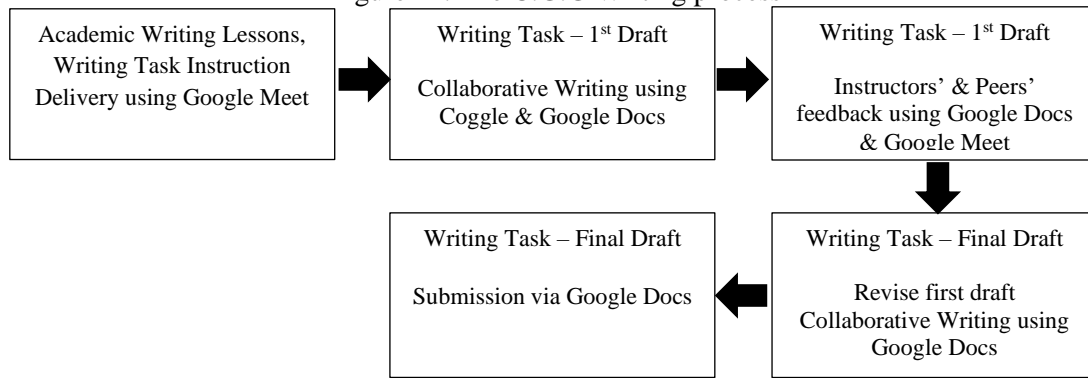 Academic Writing Lessons,
Writing Task Instruction
Delivery using Google Meet
Writing Task – 1st Draft
Collaborative Writing using
Coggle & Google Docs
Writing Task – 1st Draft
Instructors’ & Peers’
feedback using Google Docs
& Google Meet
Writing Task – Final Draft
Revise first draft
Collaborative Writing using
Google Docs
Writing Task – Final Draft
Submission via Google Docs